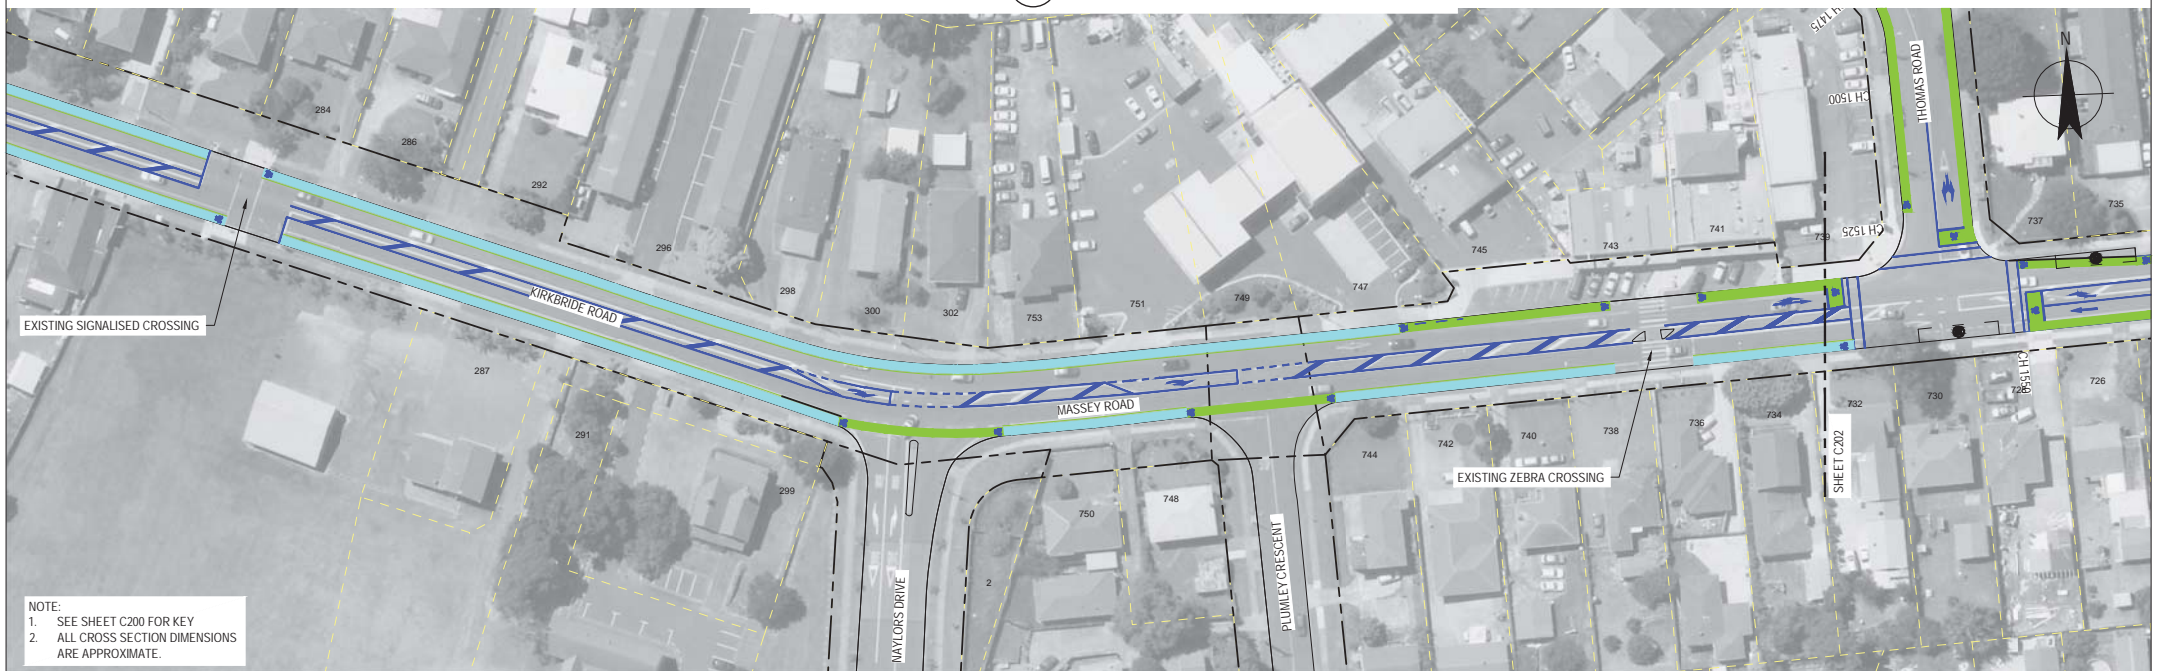 CH 1475
N
THOMAS ROAD
CH 1500
284
286
292
737
735
741
CH 1525
739
743
745
296
298
751
749
747
300
302
753
KIRKBRIDE ROAD
EXISTING SIGNALISED CROSSING
287
MASSEY ROAD
CH 1550
726
728
730
732
734
736
738
740
742
744
291
299
EXISTING ZEBRA CROSSING
SHEET C202
748
750
2
PLUMLEY CRESCENT
NAYLORS DRIVE
NOTE:
1. SEE SHEET C200 FOR KEY
2. ALL CROSS SECTION DIMENSIONS
ARE APPROXIMATE.